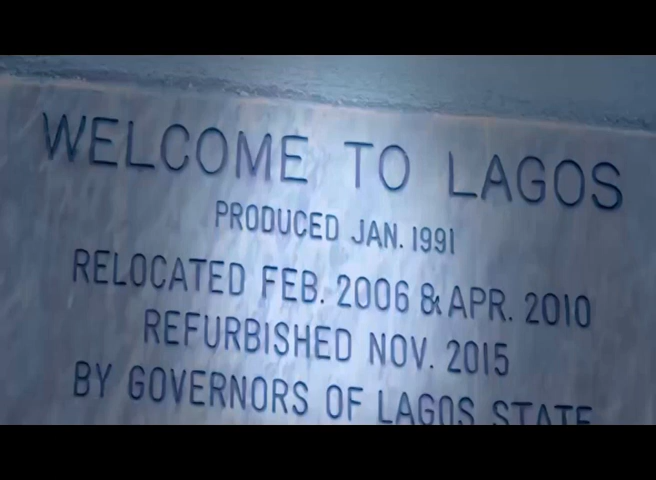 WELCOME TO LAGOS
PRODUCED JAN. 1991
RELOCATED FEB. 2006 & APR. 2010
REFURBISHED NOV. 2015
BY GOVERNORS OF LAGOS STATE